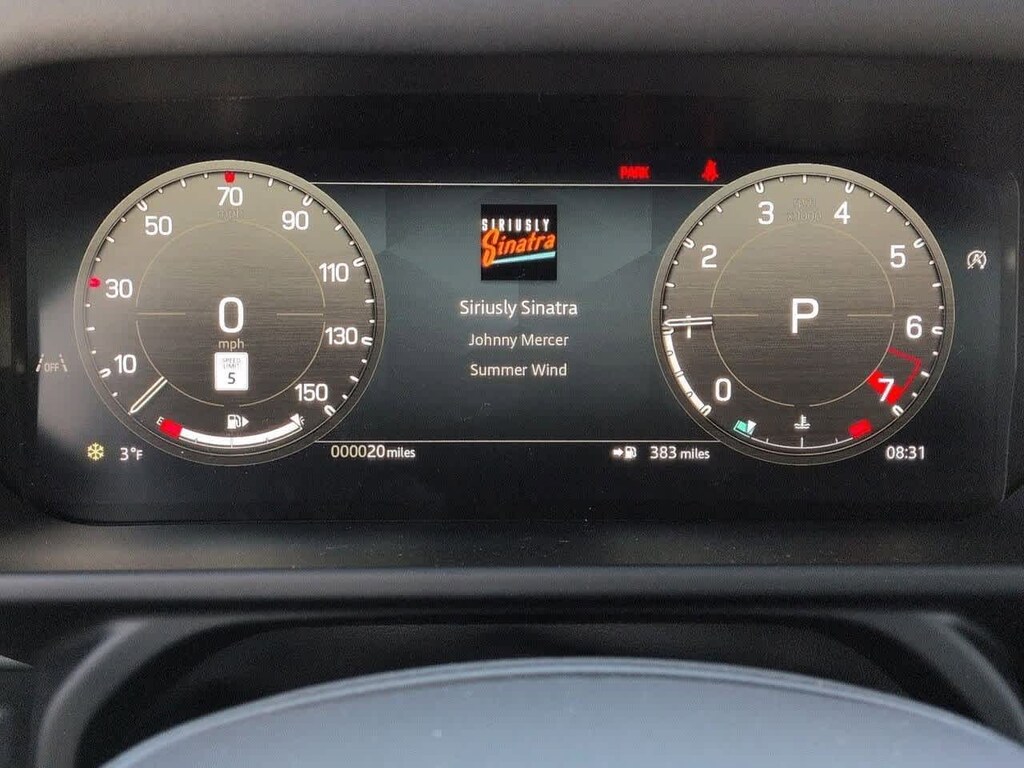 PARK
10
30
50
70
mph
90
110
130
150
0
mph
SPEED
LIMIT
5
E
F
OFF
3°F
000020 miles
SIRIUSLY
Sinatra
Siriusly Sinatra
Johnny Mercer
Summer Wind
383 miles
0
1
2
3
4
5
6
7
P
A
08:31